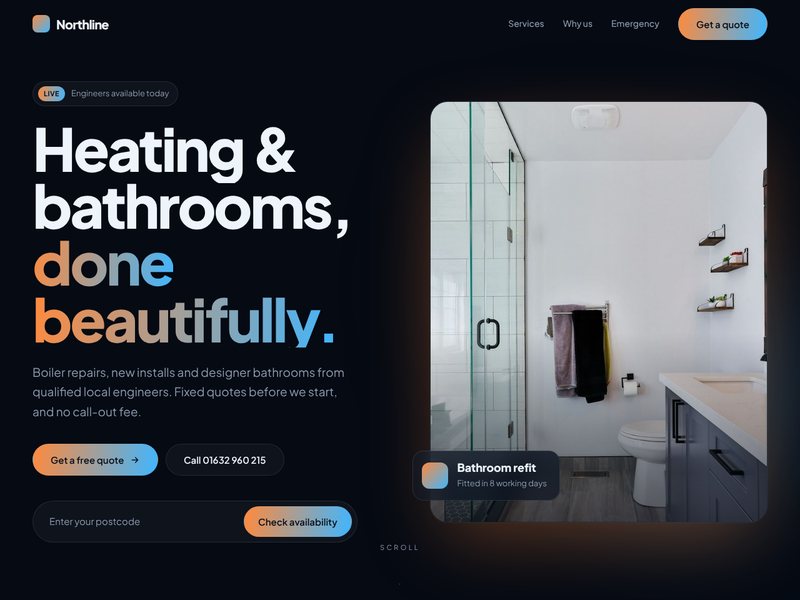 Northline
Services
Why us
Emergency
Get a quote
LIVE Engineers available today
Heating &
bathrooms,
done
beautifully.
Boiler repairs, new installs and designer bathrooms from
qualified local engineers. Fixed quotes before we start,
and no call-out fee.
Get a free quote →
Call 01632 960 215
Enter your postcode
Check availability
Bathroom refit
Fitted in 8 working days
SCROLL